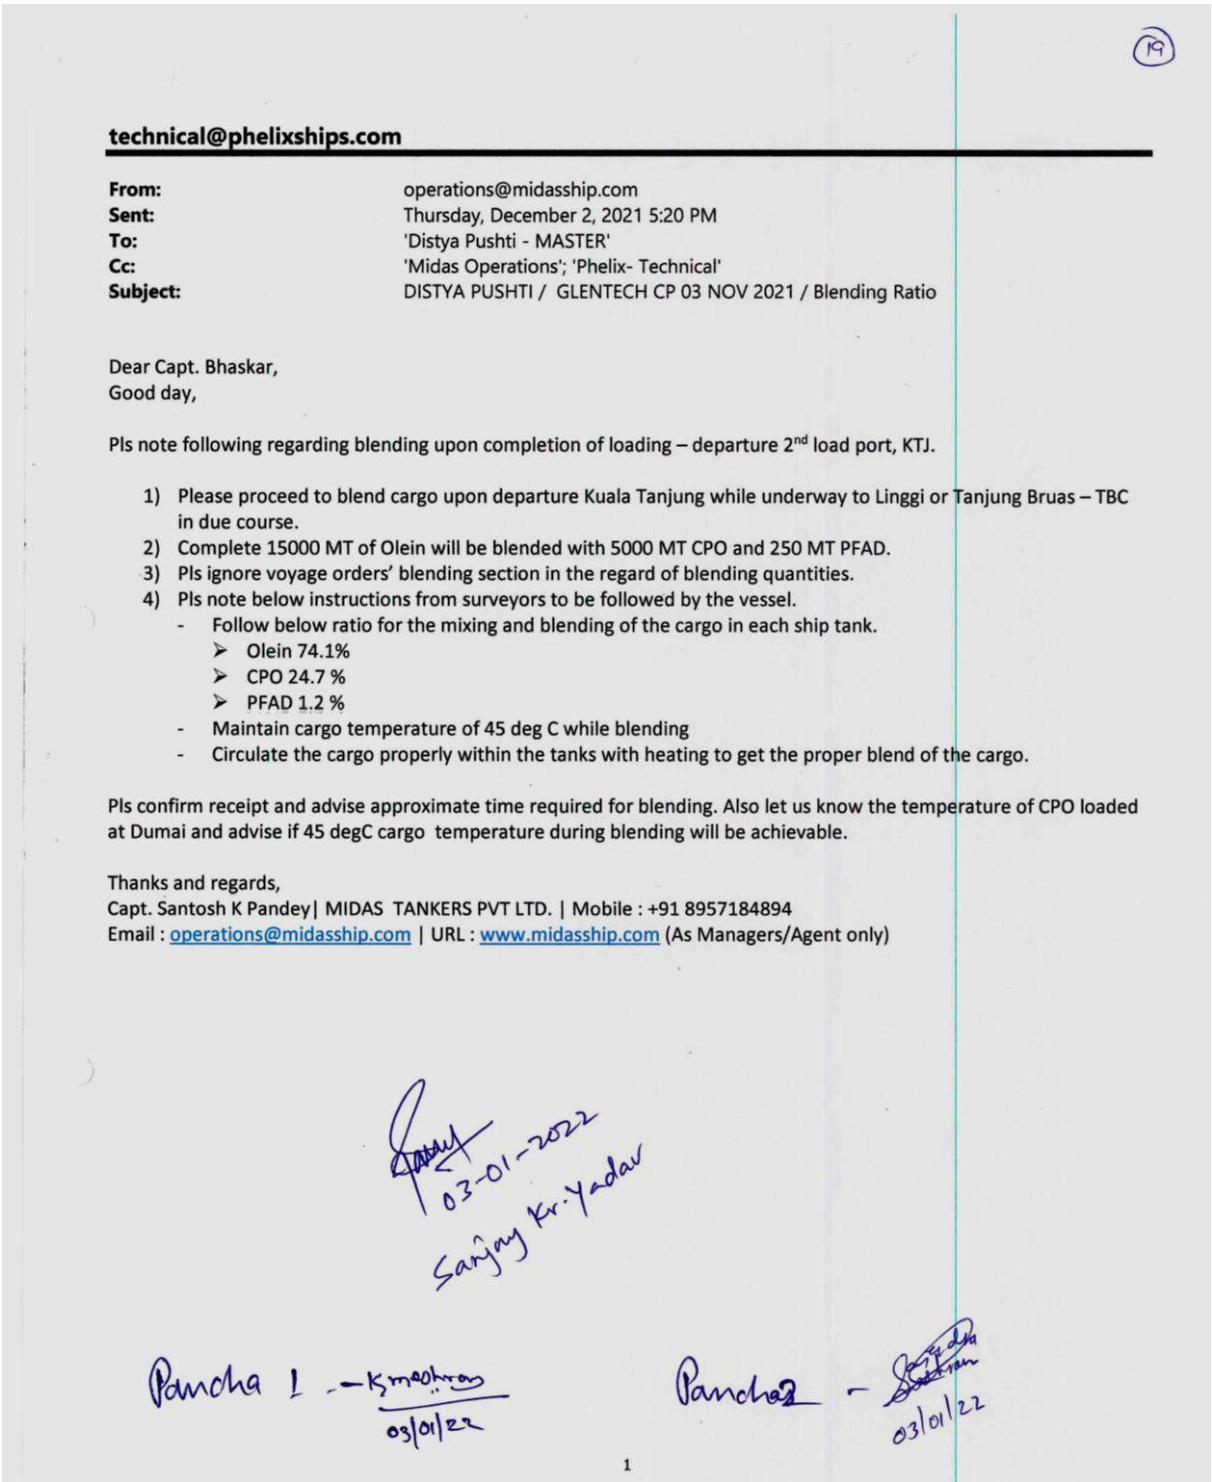 19
technical@phelixships.com
From: operations@midasship.com
Sent: Thursday, December 2, 2021 5:20 PM
To: 'Distya Pushti - MASTER'
Cc: 'Midas Operations'; 'Phelix- Technical'
Subject: DISTYA PUSHTI / GLENTECH CP 03 NOV 2021 / Blending Ratio
Dear Capt. Bhaskar,
Good day,
Pls note following regarding blending upon completion of loading – departure 2nd load port, KTJ.
1) Please proceed to blend cargo upon departure Kuala Tanjung while underway to Linggi or Tanjung Bruas – TBC
in due course.
2) Complete 15000 MT of Olein will be blended with 5000 MT CPO and 250 MT PFAD.
3) Pls ignore voyage orders' blending section in the regard of blending quantities.
4) Pls note below instructions from surveyors to be followed by the vessel.
- Follow below ratio for the mixing and blending of the cargo in each ship tank.
➢ Olein 74.1%
➢ CPO 24.7 %
➢ PFAD 1.2 %
- Maintain cargo temperature of 45 deg C while blending
- Circulate the cargo properly within the tanks with heating to get the proper blend of the cargo.
Pls confirm receipt and advise approximate time required for blending. Also let us know the temperature of CPO loaded
at Dumai and advise if 45 degC cargo temperature during blending will be achievable.
Thanks and regards,
Capt. Santosh K Pandey| MIDAS TANKERS PVT LTD. | Mobile : +91 8957184894
Email : operations@midasship.com | URL : www.midasship.com (As Managers/Agent only)
03-01-2022
Sanjay Kr. Yadav
Pancha 1 -
03/01/22
Pancha 2 -
03/01/22
1